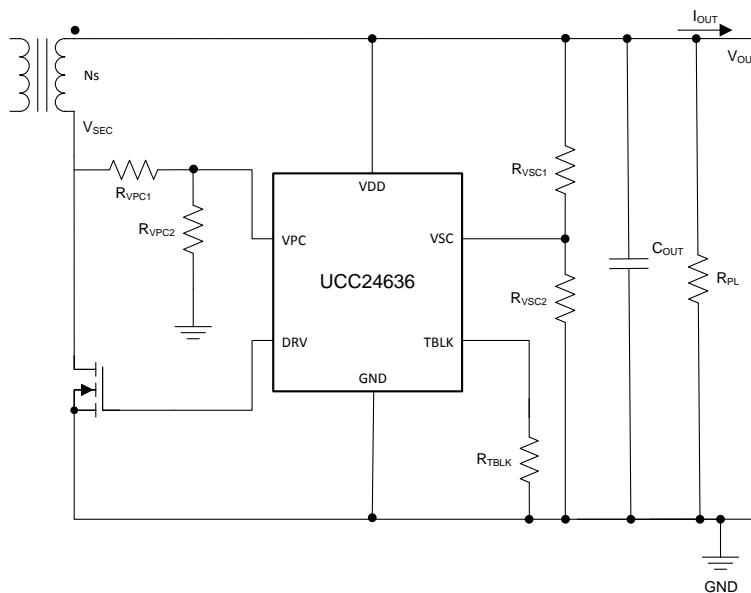 IOUT
VOU
Ns
VSEC
RVPC1
RVPC2
VDD
VPC
VSC
UCC24636
DRV
TBLK
GND
RVSC1
RVSC2
COUT
RPL
RTBLK
GND